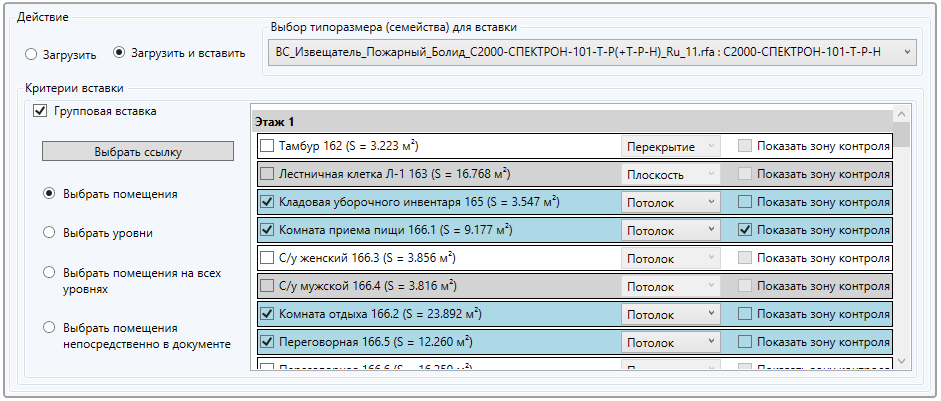 Действие
Выбор типоразмера (семейства) для вставки
Загрузить
Загрузить и вставить
ВС_Извещатель_Пожарный_Болид_С2000-СПЕКТРОН-101-Т-Р(+Т-Р-Н)_Ru_11.rfa : С2000-СПЕКТРОН-101-Т-Р-Н
Критерии вставки
Групповая вставка
Выбрать ссылку
Выбрать помещения
Выбрать уровни
Выбрать помещения на всех
уровнях
Выбрать помещения
непосредственно в документе
Этаж 1
Тамбур 162 (S = 3.223 м²) Перекрытие Показать зону контроля
Лестничная клетка Л-1 163 (S = 16.768 м²) Плоскость Показать зону контроля
Кладовая уборочного инвентаря 165 (S = 3.547 м²) Потолок Показать зону контроля
Комната приема пищи 166.1 (S = 9.177 м²) Потолок Показать зону контроля
С/у женский 166.3 (S = 3.856 м²) Потолок Показать зону контроля
С/у мужской 166.4 (S = 3.816 м²) Потолок Показать зону контроля
Комната отдыха 166.2 (S = 23.892 м²) Потолок Показать зону контроля
Переговорная 166.5 (S = 12.260 м²) Потолок Показать зону контроля
Переговорная 166.6 Показать зону контроля